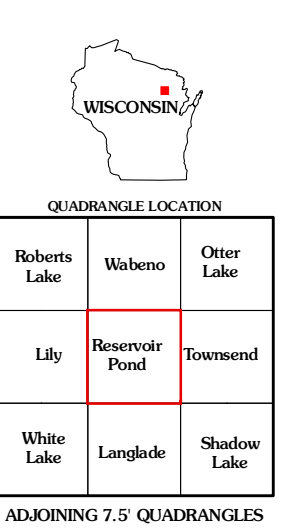 WISCONSIN
QUADRANGLE LOCATION
Roberts
Lake
Wabeno
Otter
Lake
Lily
Reservoir
Pond
Townsend
White
Lake
Langlade
Shadow
Lake
ADJOINING 7.5' QUADRANGLES